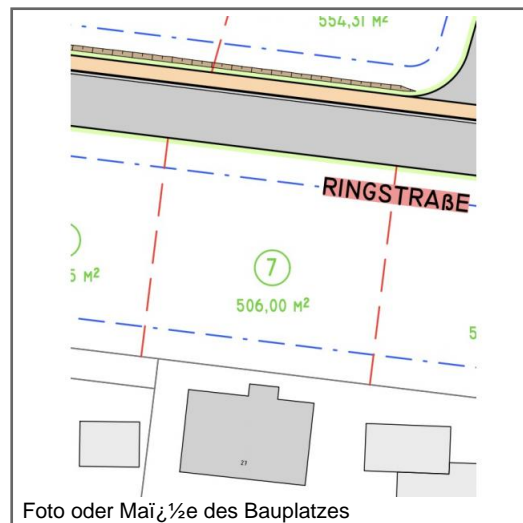 554,31 M²
RINGSTRAßE
7
5 M²
506,00 M²
5
21
Foto oder Maï¿½e des Bauplatzes